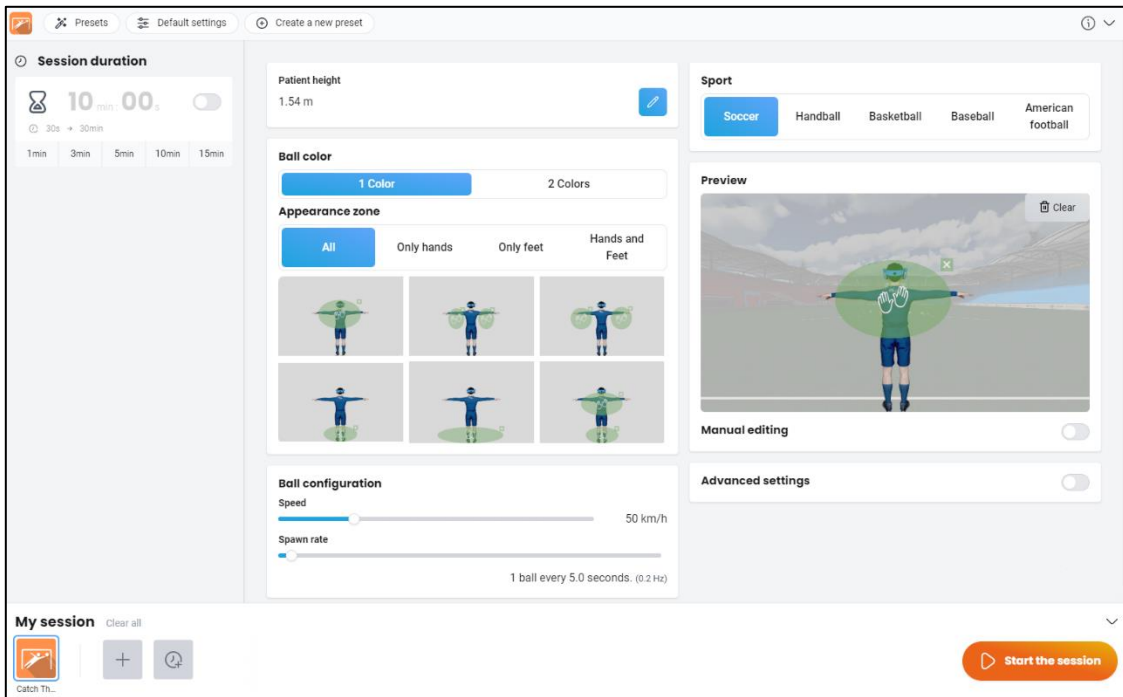 Presets
Default settings
Create a new preset
Session duration
10 min : 00 s
30s → 30min
1min 3min 5min 10min 15min
Patient height
1.54 m
Ball color
1 Color 2 Colors
Appearance zone
All Only hands Only feet Hands and
Feet
Ball configuration
Speed
50 km/h
Spawn rate
1 ball every 5.0 seconds. (0.2 Hz)
Sport
Soccer Handball Basketball Baseball American
football
Preview
Clear
Manual editing
Advanced settings
My session Clear all
Catch Th...
Start the session